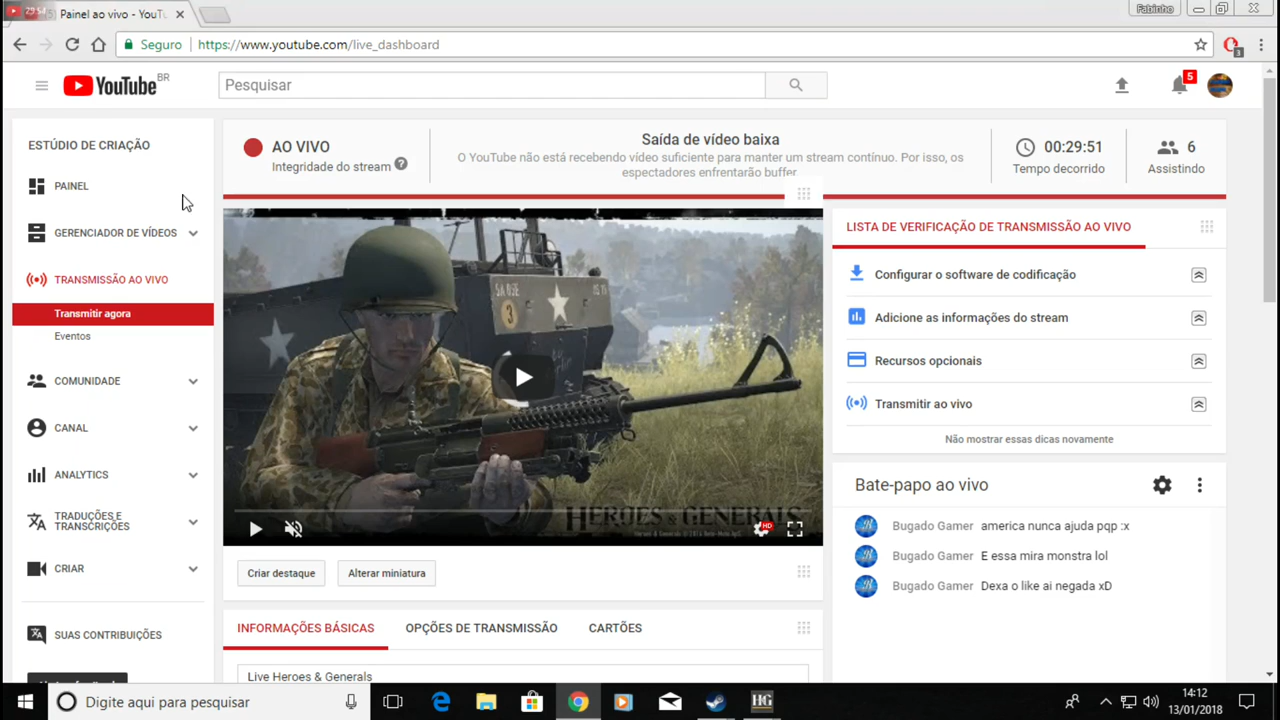 29:54
Painel ao vivo - YouTu
Fabinho
Seguro
https://www.youtube.com/live_dashboard
3
YouTube BR
Pesquisar
5
ESTÚDIO DE CRIAÇÃO
PAINEL
GERENCIADOR DE VÍDEOS
TRANSMISSÃO AO VIVO
Transmitir agora
Eventos
COMUNIDADE
CANAL
ANALYTICS
TRADUÇÕES E
TRANSCRIÇÕES
CRIAR
SUAS CONTRIBUIÇÕES
AO VIVO
Integridade do stream ?
Saída de vídeo baixa
O YouTube não está recebendo vídeo suficiente para manter um stream contínuo. Por isso, os
espectadores enfrentarão buffer
00:29:51
Tempo decorrido
6
Assistindo
3
HEROES & GENERALS
HD
Criar destaque
Alterar miniatura
INFORMAÇÕES BÁSICAS
OPÇÕES DE TRANSMISSÃO
CARTÕES
Live Heroes & Generals
LISTA DE VERIFICAÇÃO DE TRANSMISSÃO AO VIVO
Configurar o software de codificação
Adicione as informações do stream
Recursos opcionais
Transmitir ao vivo
Não mostrar essas dicas novamente
Bate-papo ao vivo
Bugado Gamer america nunca ajuda pqp :x
Bugado Gamer E essa mira monstra lol
Bugado Gamer Dexa o like ai negada xD
Digite aqui para pesquisar
HG
14:12
13/01/2018